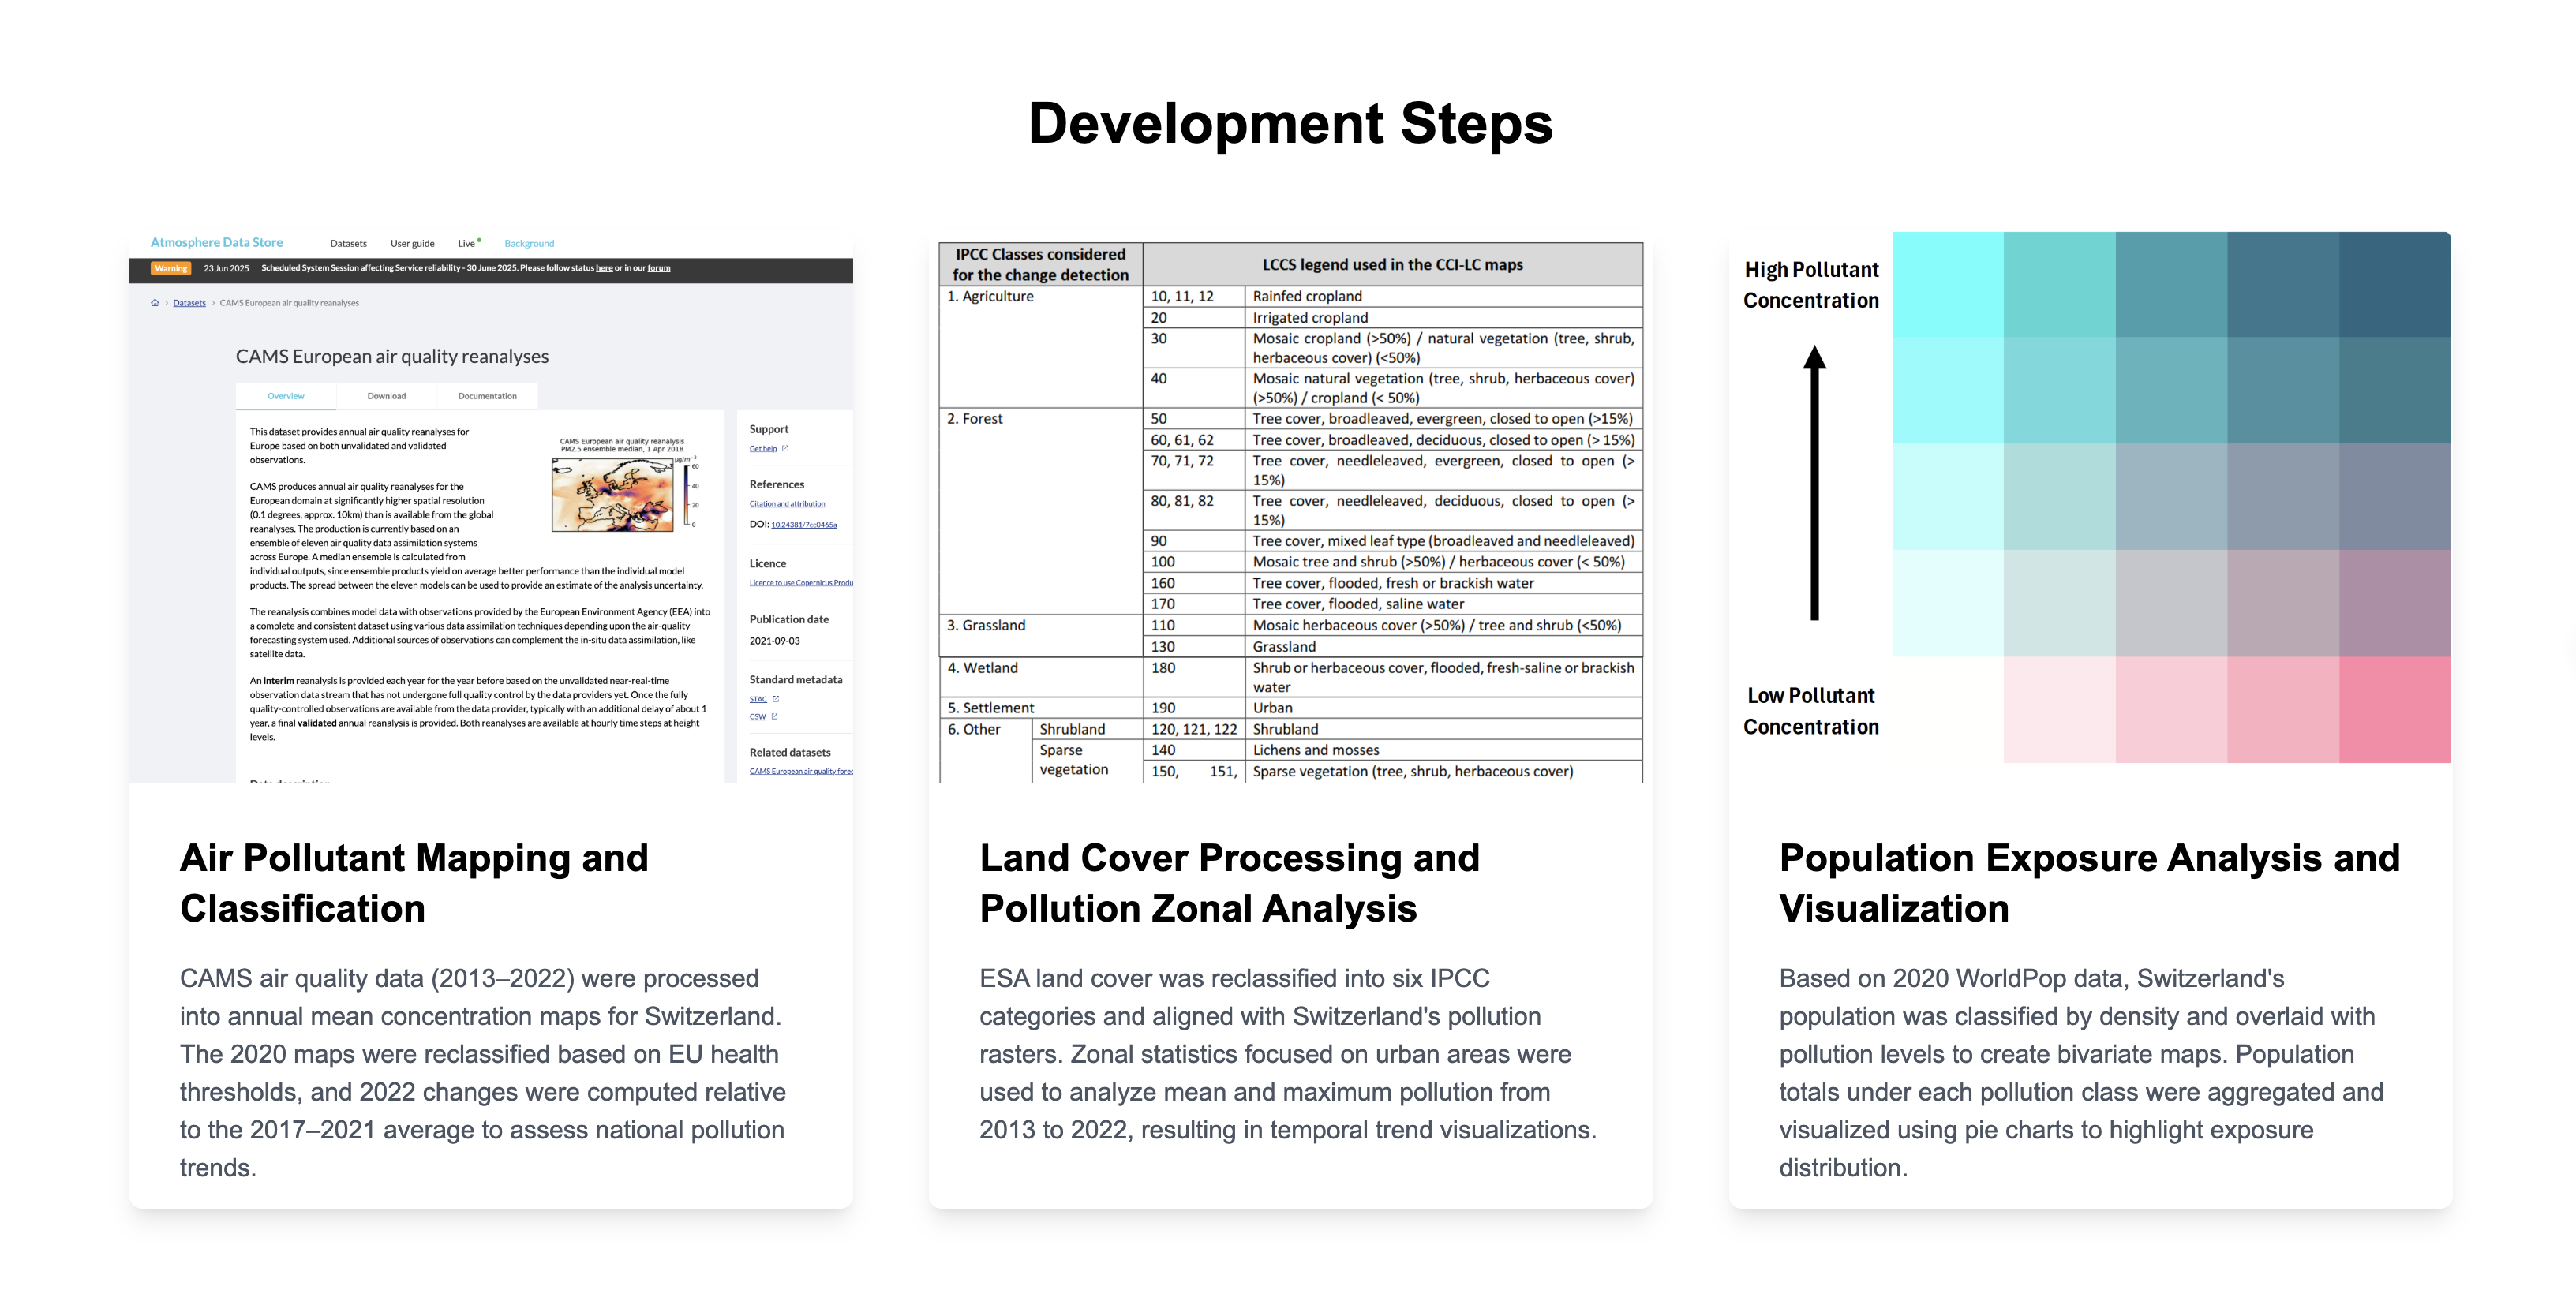 Development Steps
Atmosphere Data Store
Datasets
User guide
Live
Background
Warning
23 Jun 2025
Scheduled System Session affecting Service reliability - 30 June 2025. Please follow status here or in our forum
Datasets > CAMS European air quality reanalyses
CAMS European air quality reanalyses
Overview
Download
Documentation
This dataset provides annual air quality reanalyses for
Europe based on both unvalidated and validated
observations.
CAMS produces annual air quality reanalyses for the
European domain at significantly higher spatial resolution
(0.1 degrees, approx. 10km) than is available from the global
reanalyses. The production is currently based on an
ensemble of eleven air quality data assimilation systems
across Europe. A median ensemble is calculated from
individual outputs, since ensemble products yield on average better performance than the individual model
products. The spread between the eleven models can be used to provide an estimate of the analysis uncertainty.
The reanalysis combines model data with observations provided by the European Environment Agency (EEA) into
a complete and consistent dataset using various data assimilation techniques depending upon the air-quality
forecasting system used. Additional sources of observations can complement the in-situ data assimilation, like
satellite data.
An interim reanalysis is provided each year for the year before based on the unvalidated near-real-time
observation data stream that has not undergone full quality control by the data providers yet. Once the fully
quality-controlled observations are available from the data provider, typically with an additional delay of about 1
year, a final validated annual reanalysis is provided. Both reanalyses are available at hourly time steps at height
levels.
CAMS European air quality reanalysis
PM2.5 ensemble median, 1 Apr 2018
µg/m⁻³
60
40
20
0
Support
Get help
References
Citation and attribution
DOI: 10.24381/7cc0465a
Licence
Licence to use Copernicus Produ
Publication date
2021-09-03
Standard metadata
STAC
CSW
Related datasets
CAMS European air quality forec
Air Pollutant Mapping and
Classification
CAMS air quality data (2013–2022) were processed
into annual mean concentration maps for Switzerland.
The 2020 maps were reclassified based on EU health
thresholds, and 2022 changes were computed relative
to the 2017–2021 average to assess national pollution
trends.
IPCC Classes considered
for the change detection
LCCS legend used in the CCI-LC maps
1. Agriculture
10, 11, 12 Rainfed cropland
20 Irrigated cropland
30 Mosaic cropland (>50%) / natural vegetation (tree, shrub,
herbaceous cover) (<50%)
40 Mosaic natural vegetation (tree, shrub, herbaceous cover)
(>50%) / cropland (< 50%)
2. Forest
50 Tree cover, broadleaved, evergreen, closed to open (>15%)
60, 61, 62 Tree cover, broadleaved, deciduous, closed to open (> 15%)
70, 71, 72 Tree cover, needleleaved, evergreen, closed to open (>
15%)
80, 81, 82 Tree cover, needleleaved, deciduous, closed to open (>
15%)
90 Tree cover, mixed leaf type (broadleaved and needleleaved)
100 Mosaic tree and shrub (>50%) / herbaceous cover (< 50%)
160 Tree cover, flooded, fresh or brackish water
170 Tree cover, flooded, saline water
3. Grassland
110 Mosaic herbaceous cover (>50%) / tree and shrub (<50%)
130 Grassland
4. Wetland
180 Shrub or herbaceous cover, flooded, fresh-saline or brackish
water
5. Settlement
190 Urban
6. Other
Shrubland
120, 121, 122 Shrubland
Sparse
vegetation
140 Lichens and mosses
150, 151, Sparse vegetation (tree, shrub, herbaceous cover)
Land Cover Processing and
Pollution Zonal Analysis
ESA land cover was reclassified into six IPCC
categories and aligned with Switzerland's pollution
rasters. Zonal statistics focused on urban areas were
used to analyze mean and maximum pollution from
2013 to 2022, resulting in temporal trend visualizations.
High Pollutant
Concentration
Low Pollutant
Concentration
Population Exposure Analysis and
Visualization
Based on 2020 WorldPop data, Switzerland's
population was classified by density and overlaid with
pollution levels to create bivariate maps. Population
totals under each pollution class were aggregated and
visualized using pie charts to highlight exposure
distribution.